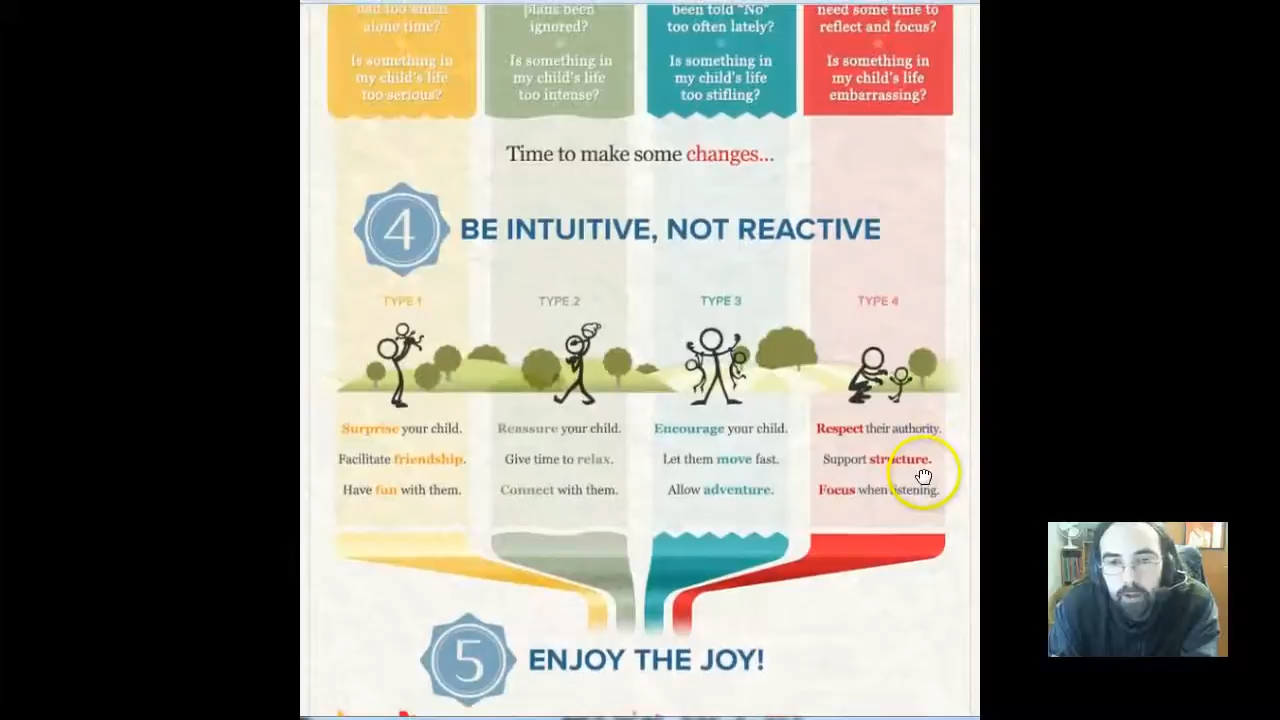 alone time?
Is something in
my child's life
too serious?
plans been
ignored?
Is something in
my child's life
too intense?
been told "No"
too often lately?
Is something in
my child's life
too stifling?
need some time to
reflect and focus?
Is something in
my child's life
embarrassing?
Time to make some changes...
4 BE INTUITIVE, NOT REACTIVE
TYPE 1
Surprise your child.
Facilitate friendship.
Have fun with them.
TYPE 2
Reassure your child.
Give time to relax.
Connect with them.
TYPE 3
Encourage your child.
Let them move fast.
Allow adventure.
TYPE 4
Respect their authority.
Support structure.
Focus when listening.
5 ENJOY THE JOY!